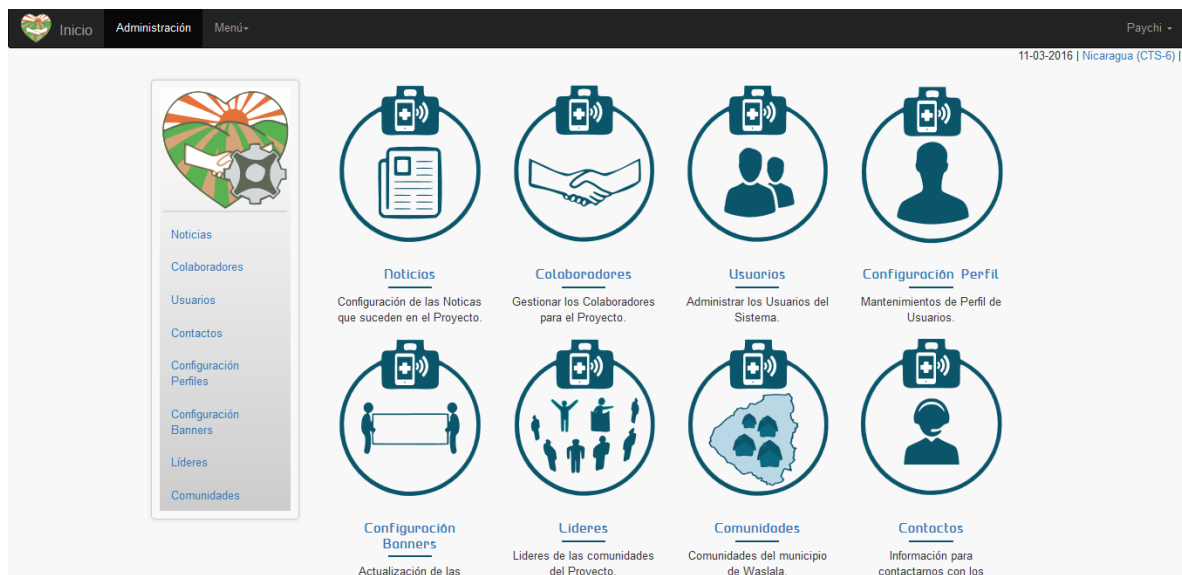 Inicio Administración Menú Paychi
11-03-2016 | Nicaragua (CTS-6) |
Noticias
Colaboradores
Usuarios
Contactos
Configuración
Perfiles
Configuración
Banners
Líderes
Comunidades
Noticias Colaboradores Usuarios Configuración Perfil
Configuración de las Noticas Gestionar los Colaboradores Administrar los Usuarios del Mantenimientos de Perfil de
que suceden en el Proyecto. para el Proyecto. Sistema. Usuarios.
Configuración Lideres Comunidades Contactos
Banners
Lideres de las comunidades Comunidades del municipio Información para
Actualización de las del Proyecto. de Waslala. contactarnos con los